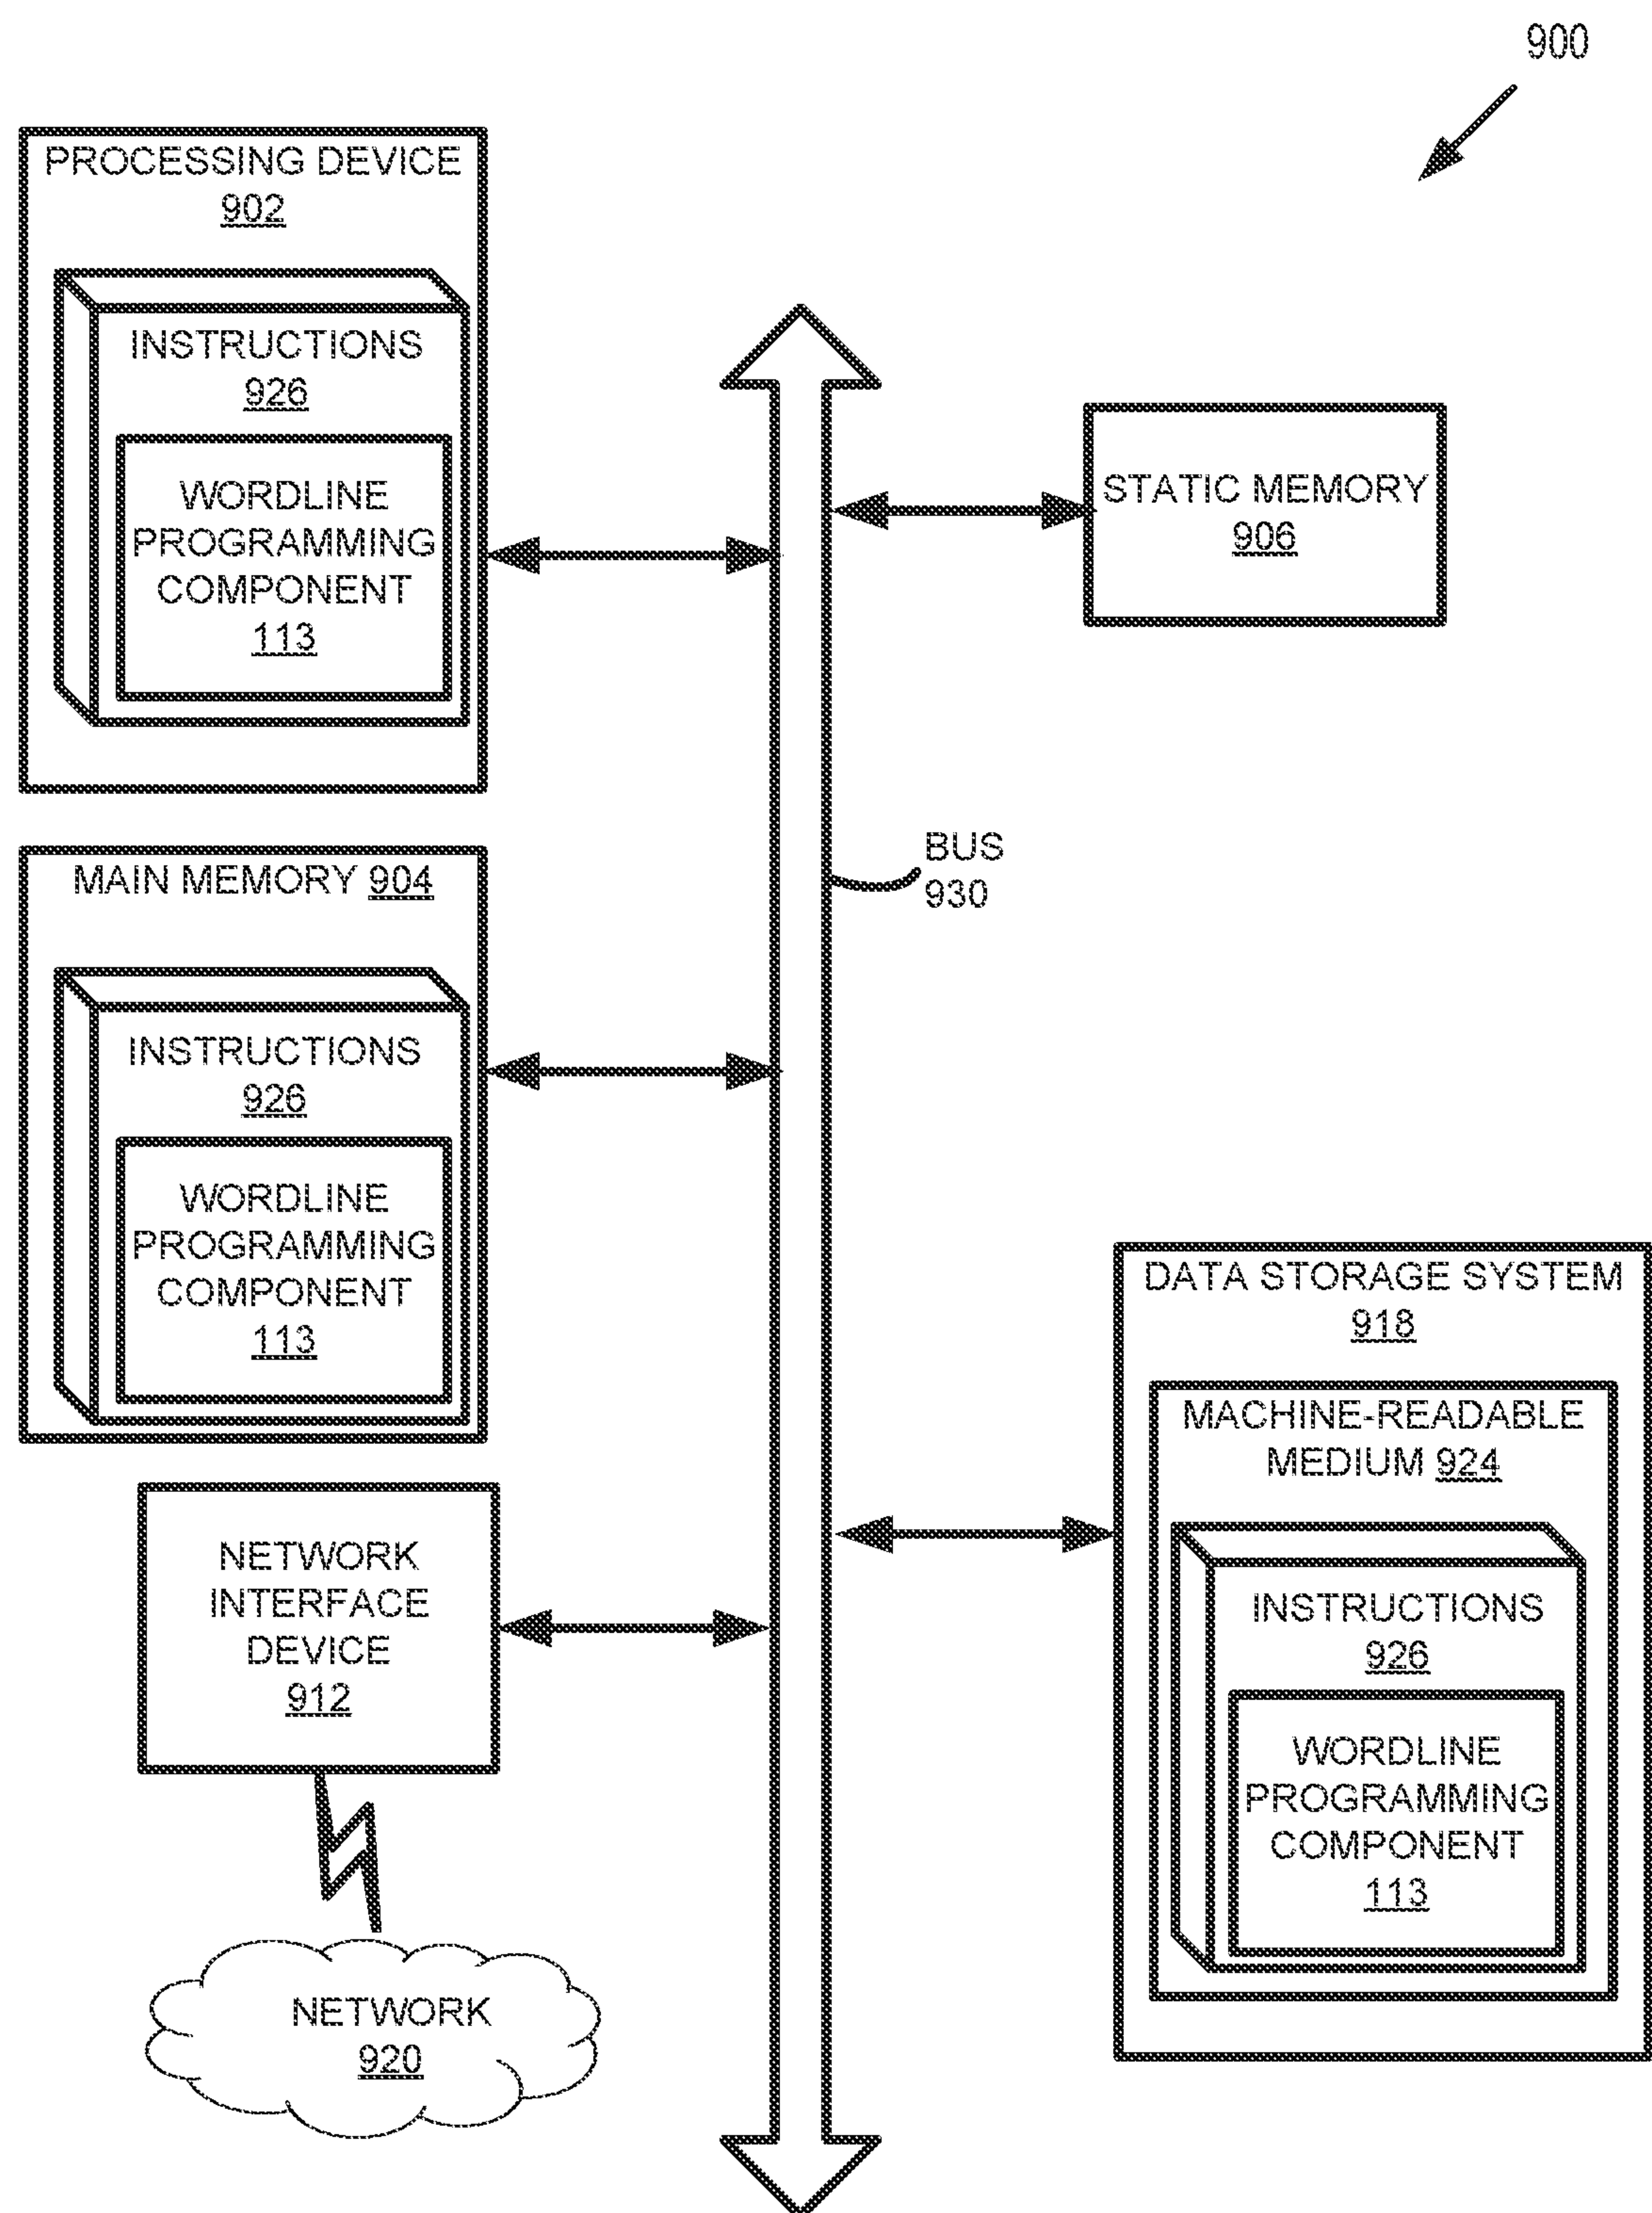 900
PROCESSING DEVICE
902
INSTRUCTIONS
926
WORDLINE
PROGRAMMING
COMPONENT
113
STATIC MEMORY
906
BUS
930
MAIN MEMORY 904
INSTRUCTIONS
926
WORDLINE
PROGRAMMING
COMPONENT
113
DATA STORAGE SYSTEM
918
MACHINE-READABLE
MEDIUM 924
INSTRUCTIONS
926
WORDLINE
PROGRAMMING
COMPONENT
113
NETWORK
INTERFACE
DEVICE
912
NETWORK
920